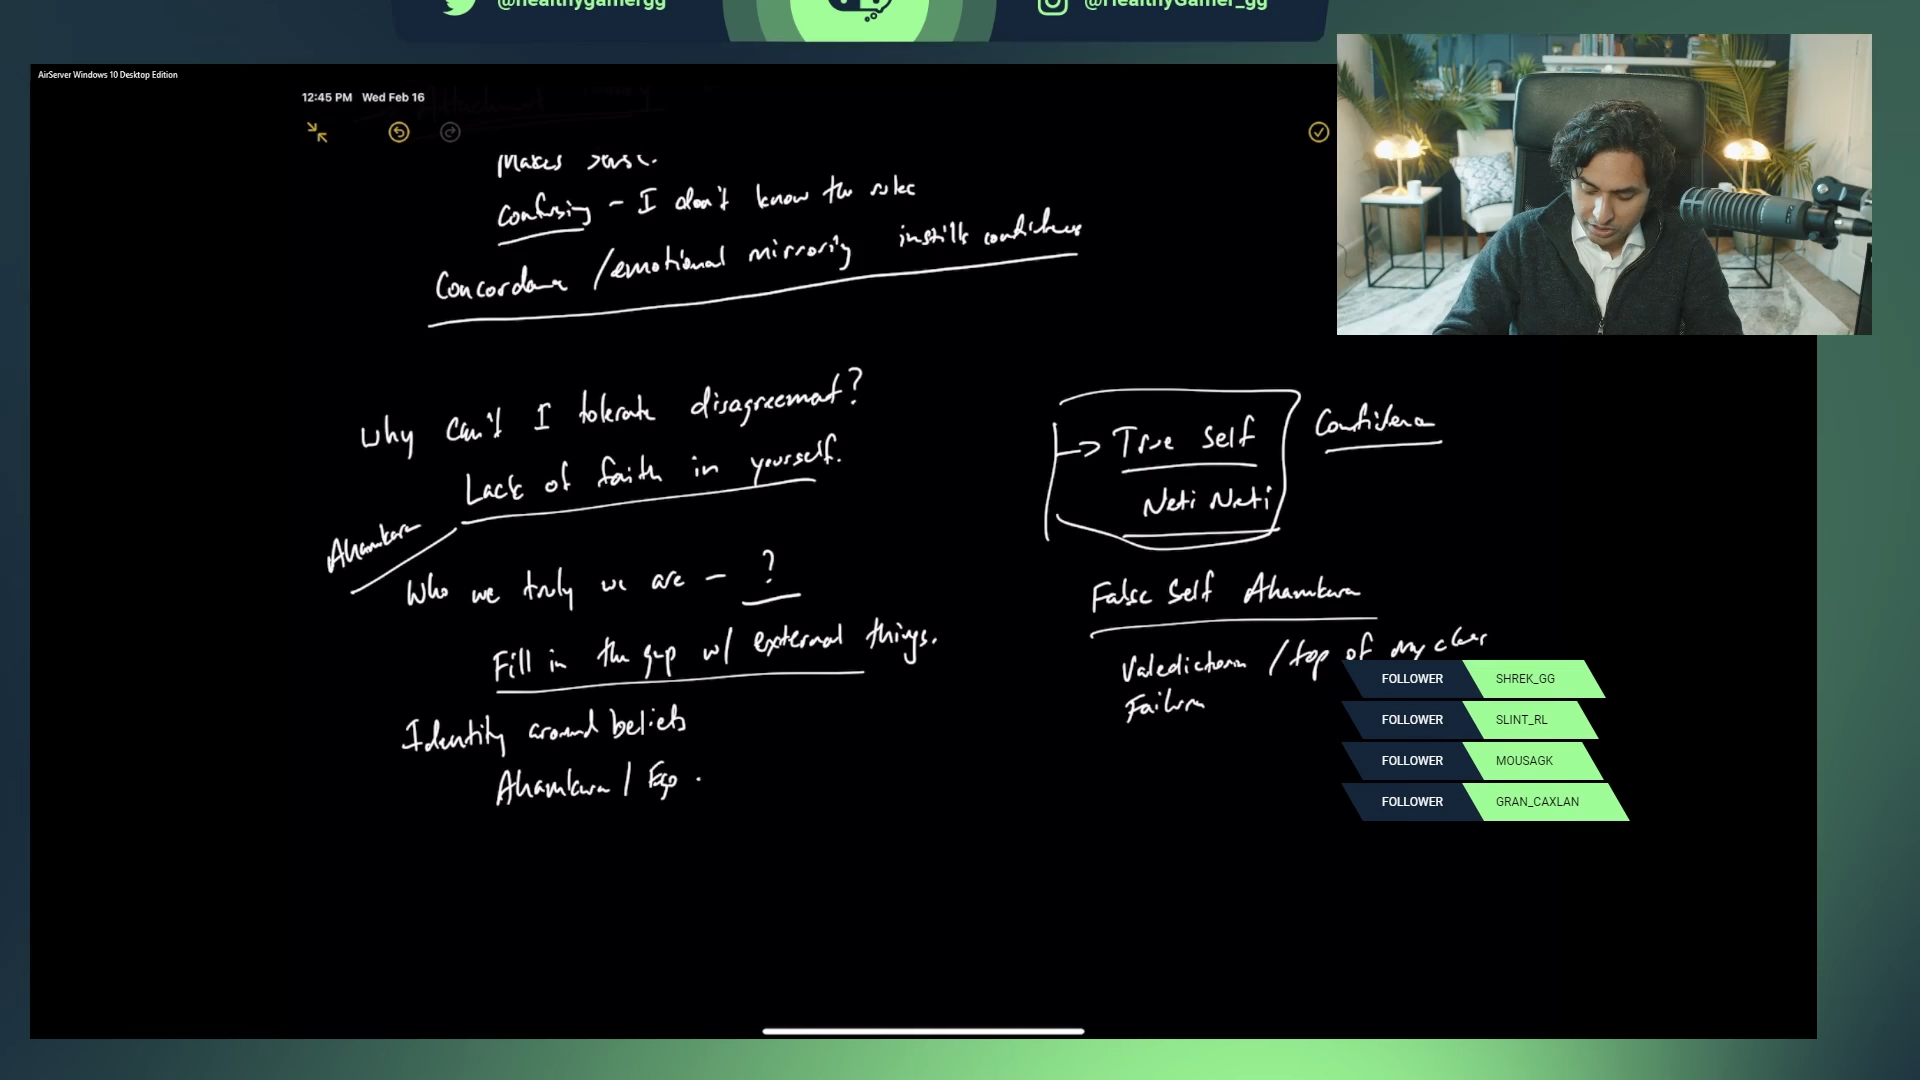 @healthygamergg
@HealthyGamer_gg
AirServer Windows 10 Desktop Edition
12:45 PM Wed Feb 16
Makes sense.
Confusing - I don't know the rules
Concordance / emotional mirroring instills confidence
Why can't I tolerate disagreement?
Lack of faith in yourself.
Ahamkara
Who we truly we are - ?
Fill in the gap w/ external things.
Identity around beliefs
Ahamkara / Ego.
→ True Self
Confidence
Neti Neti
False Self Ahamkara
Valedictorian / top of my class
Failure
FOLLOWER SHREK_GG
FOLLOWER SLINT_RL
FOLLOWER MOUSAGK
FOLLOWER GRAN_CAXLAN